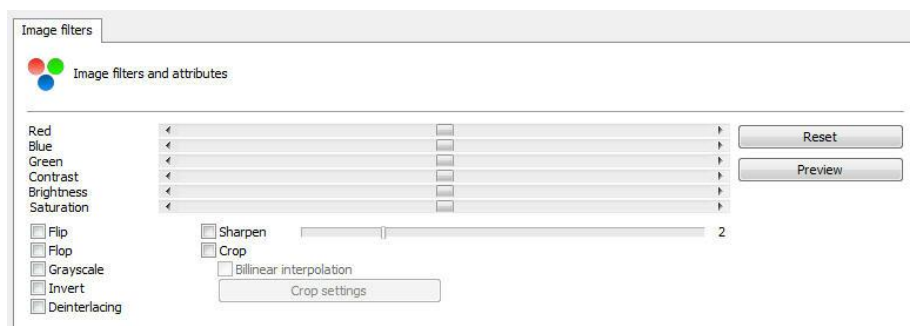 Image filters
Image filters and attributes
Red
Blue
Green
Contrast
Brightness
Saturation
Reset
Preview
Flip
Sharpen
2
Flop
Crop
Grayscale
Billinear interpolation
Invert
Crop settings
Deinterlacing